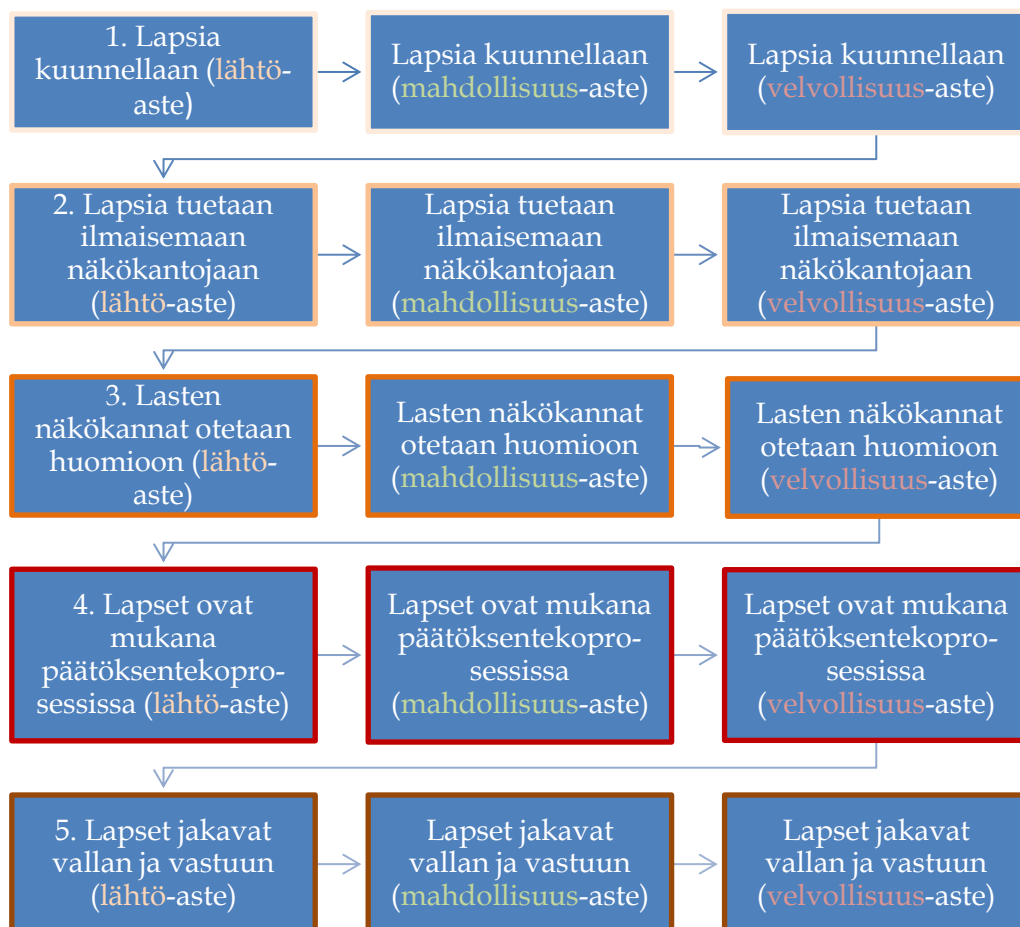 1. Lapsia
kuunnellaan (lähtö-
aste)
Lapsia kuunnellaan
(mahdollisuus-aste)
Lapsia kuunnellaan
(velvollisuus-aste)
2. Lapsia tuetaan
ilmaisemaan
näkökantojaan
(lähtö-aste)
Lapsia tuetaan
ilmaisemaan
näkökantojaan
(mahdollisuus-aste)
Lapsia tuetaan
ilmaisemaan
näkökantojaan
(velvollisuus-aste)
3. Lasten
näkökannat otetaan
huomioon (lähtö-
aste)
Lasten näkökannat
otetaan huomioon
(mahdollisuus-aste)
Lasten näkökannat
otetaan huomioon
(velvollisuus-aste)
4. Lapset ovat
mukana
päätöksentekopro-
sessissa (lähtö-aste)
Lapset ovat mukana
päätöksentekopro-
sessissa
(mahdollisuus-aste)
Lapset ovat mukana
päätöksentekopro-
sessissa
(velvollisuus-aste)
5. Lapset jakavat
vallan ja vastuun
(lähtö-aste)
Lapset jakavat
vallan ja vastuun
(mahdollisuus-aste)
Lapset jakavat
vallan ja vastuun
(velvollisuus-aste)